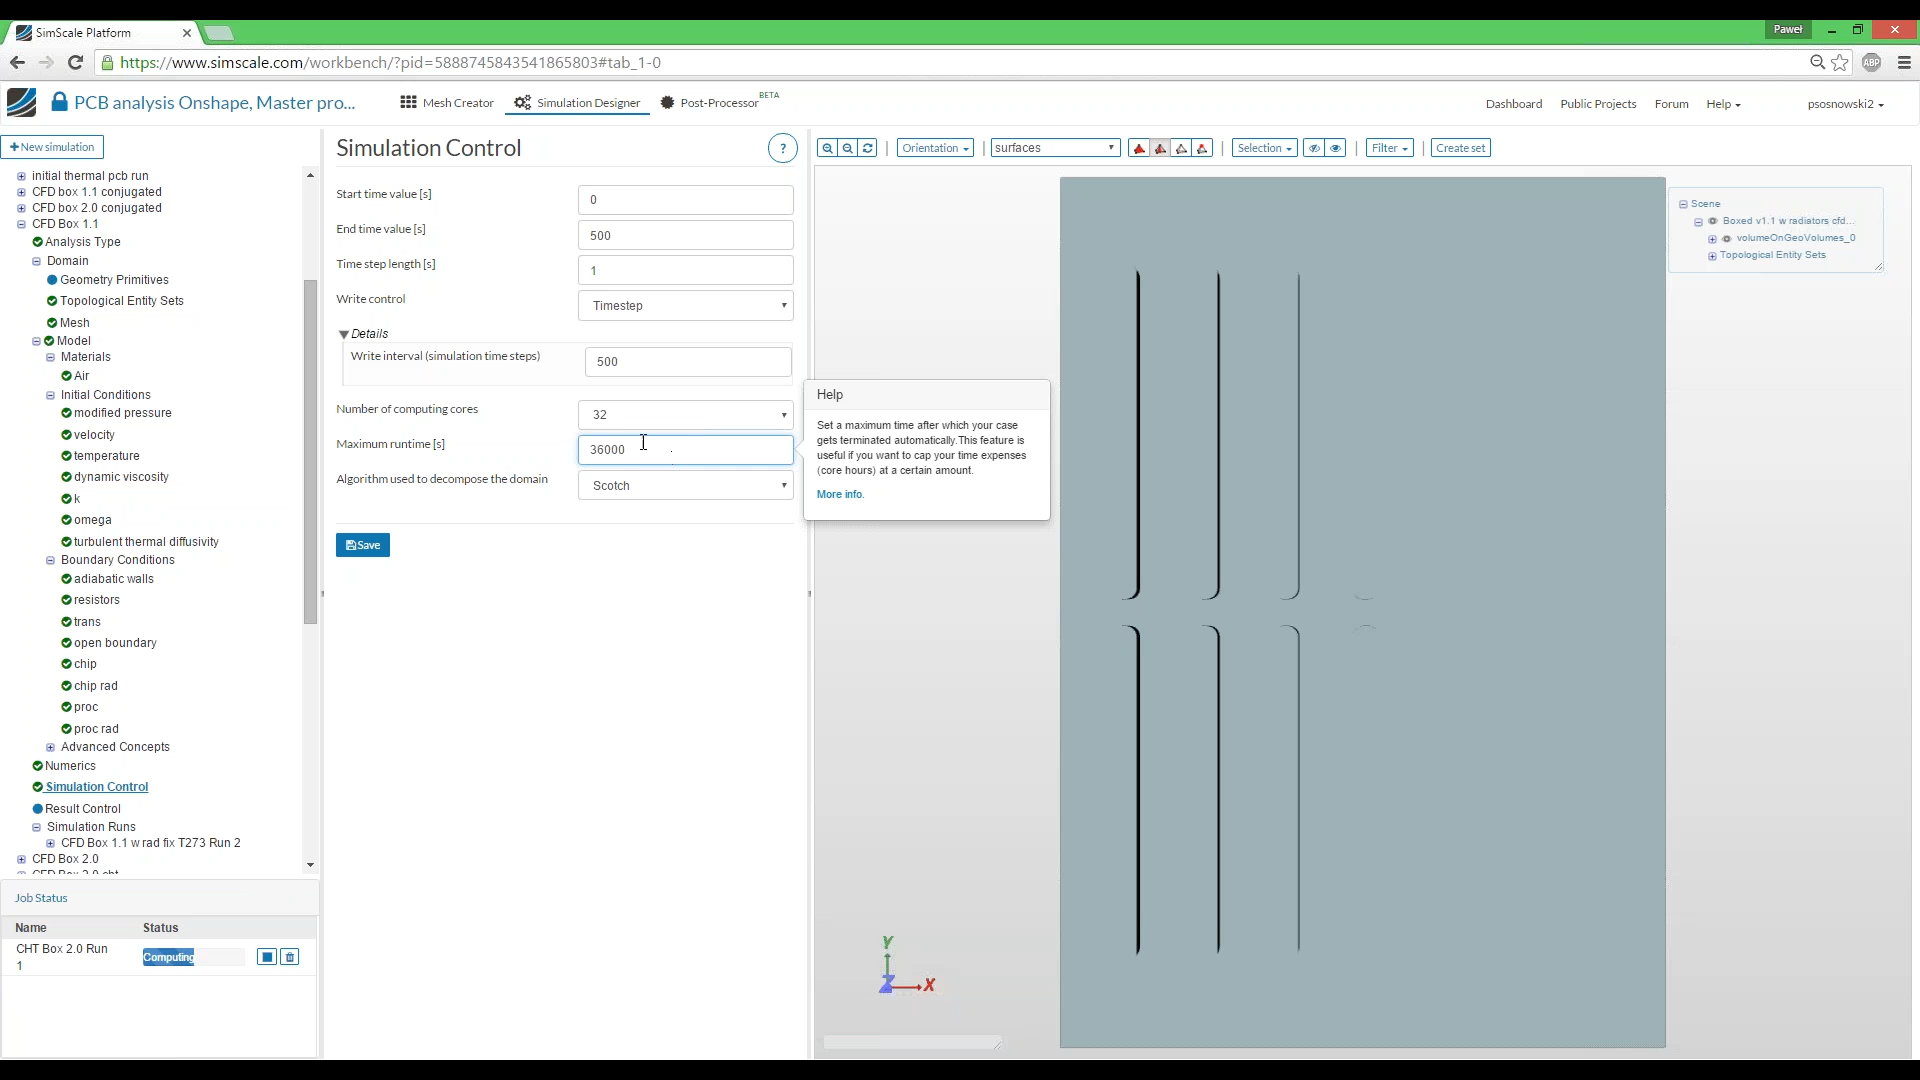 SimScale Platform
Paweł
https://www.simscale.com/workbench/?pid=5888745843541865803#tab_1-0
ABP
PCB analysis Onshape, Master pro...
Mesh Creator
Simulation Designer
Post-Processor
BETA
Dashboard
Public Projects
Forum
Help
psosnowski2
+New simulation
initial thermal pcb run
CFD box 1.1 conjugated
CFD box 2.0 conjugated
CFD Box 1.1
Analysis Type
Domain
Geometry Primitives
Topological Entity Sets
Mesh
Model
Materials
Air
Initial Conditions
modified pressure
velocity
temperature
dynamic viscosity
k
omega
turbulent thermal diffusivity
Boundary Conditions
adiabatic walls
resistors
trans
open boundary
chip
chip rad
proc
proc rad
Advanced Concepts
Numerics
Simulation Control
Result Control
Simulation Runs
CFD Box 1.1 w rad fix T273 Run 2
CFD Box 2.0
CFD Box 2.0 cht
Job Status
Name Status
CHT Box 2.0 Run
1
Computing
Simulation Control
?
Start time value [s]
0
End time value [s]
500
Time step length [s]
1
Write control
Timestep
Details
Write interval (simulation time steps)
500
Number of computing cores
32
Maximum runtime [s]
36000
Algorithm used to decompose the domain
Scotch
Save
Help
Set a maximum time after which your case
gets terminated automatically.This feature is
useful if you want to cap your time expenses
(core hours) at a certain amount.
More info.
Orientation
surfaces
Selection
Filter
Create set
Scene
Boxed v1.1 w radiators cfd...
volumeOnGeoVolumes_0
Topological Entity Sets
Y
X